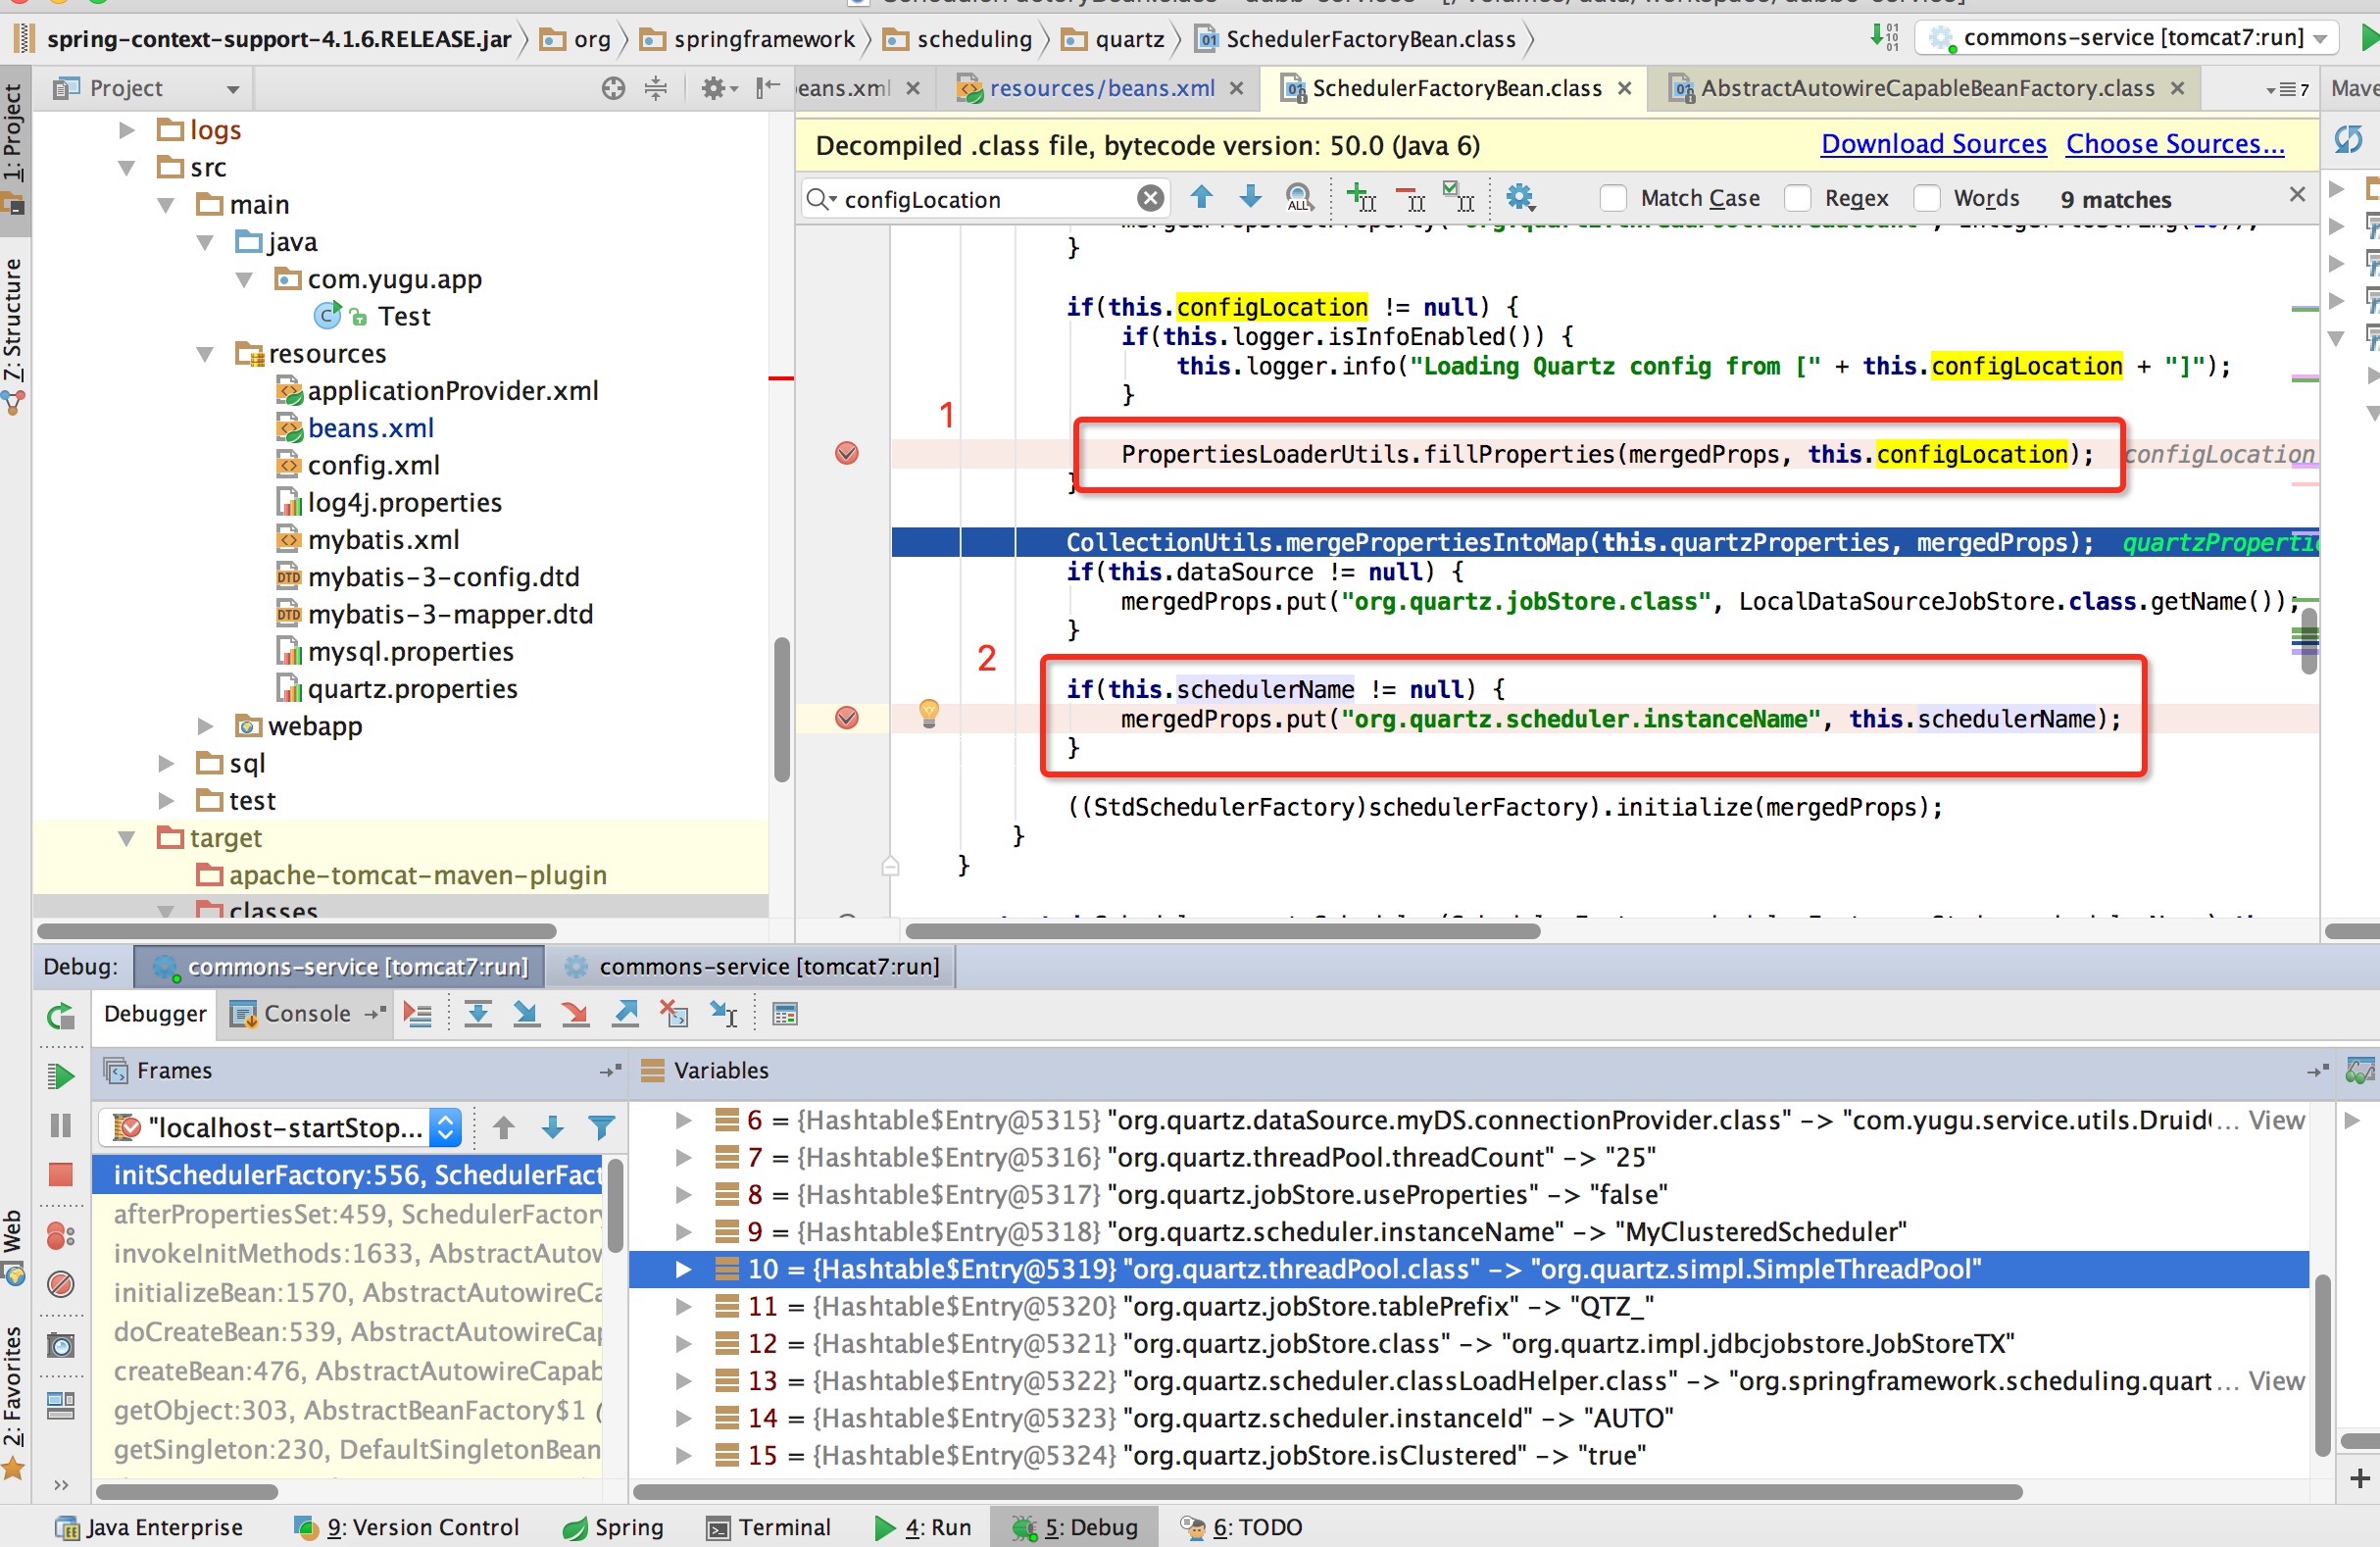 spring-context-support-4.1.6.RELEASE.jar org springframework scheduling quartz SchedulerFactoryBean.class commons-service [tomcat7:run]
1: Project
7: Structure
Web
2: Favorites
Project
eans.xml resources/beans.xml SchedulerFactoryBean.class AbstractAutowireCapableBeanFactory.class 7 Mave
logs
src
main
java
com.yugu.app
Test
resources
applicationProvider.xml
beans.xml
config.xml
log4j.properties
mybatis.xml
mybatis-3-config.dtd
mybatis-3-mapper.dtd
mysql.properties
quartz.properties
webapp
sql
test
target
apache-tomcat-maven-plugin
classes
Decompiled .class file, bytecode version: 50.0 (Java 6) Download Sources Choose Sources...
configLocation Match Case Regex Words 9 matches
}
if(this.configLocation != null) {
if(this.logger.isInfoEnabled()) {
this.logger.info("Loading Quartz config from [" + this.configLocation + "]");
}
1
PropertiesLoaderUtils.fillProperties(mergedProps, this.configLocation); configLocation
}
CollectionUtils.mergePropertiesIntoMap(this.quartzProperties, mergedProps); quartzProperti
if(this.dataSource != null) {
mergedProps.put("org.quartz.jobStore.class", LocalDataSourceJobStore.class.getName());
}
2
if(this.schedulerName != null) {
mergedProps.put("org.quartz.scheduler.instanceName", this.schedulerName);
}
((StdSchedulerFactory)schedulerFactory).initialize(mergedProps);
}
}
Debug: commons-service [tomcat7:run] commons-service [tomcat7:run]
Debugger Console
Frames
"localhost-startStop...
initSchedulerFactory:556, SchedulerFact
afterPropertiesSet:459, SchedulerFactory
invokeInitMethods:1633, AbstractAutow
initializeBean:1570, AbstractAutowireCa
doCreateBean:539, AbstractAutowireCap
createBean:476, AbstractAutowireCapab
getObject:303, AbstractBeanFactory$1 (
getSingleton:230, DefaultSingletonBean
Variables
6 = {Hashtable$Entry@5315} "org.quartz.dataSource.myDS.connectionProvider.class" -> "com.yugu.service.utils.Druid(... View
7 = {Hashtable$Entry@5316} "org.quartz.threadPool.threadCount" -> "25"
8 = {Hashtable$Entry@5317} "org.quartz.jobStore.useProperties" -> "false"
9 = {Hashtable$Entry@5318} "org.quartz.scheduler.instanceName" -> "MyClusteredScheduler"
10 = {Hashtable$Entry@5319} "org.quartz.threadPool.class" -> "org.quartz.simpl.SimpleThreadPool"
11 = {Hashtable$Entry@5320} "org.quartz.jobStore.tablePrefix" -> "QTZ_"
12 = {Hashtable$Entry@5321} "org.quartz.jobStore.class" -> "org.quartz.impl.jdbcjobstore.JobStoreTX"
13 = {Hashtable$Entry@5322} "org.quartz.scheduler.classLoadHelper.class" -> "org.springframework.scheduling.quart... View
14 = {Hashtable$Entry@5323} "org.quartz.scheduler.instanceId" -> "AUTO"
15 = {Hashtable$Entry@5324} "org.quartz.jobStore.isClustered" -> "true"
Java Enterprise 9: Version Control Spring Terminal 4: Run 5: Debug 6: TODO